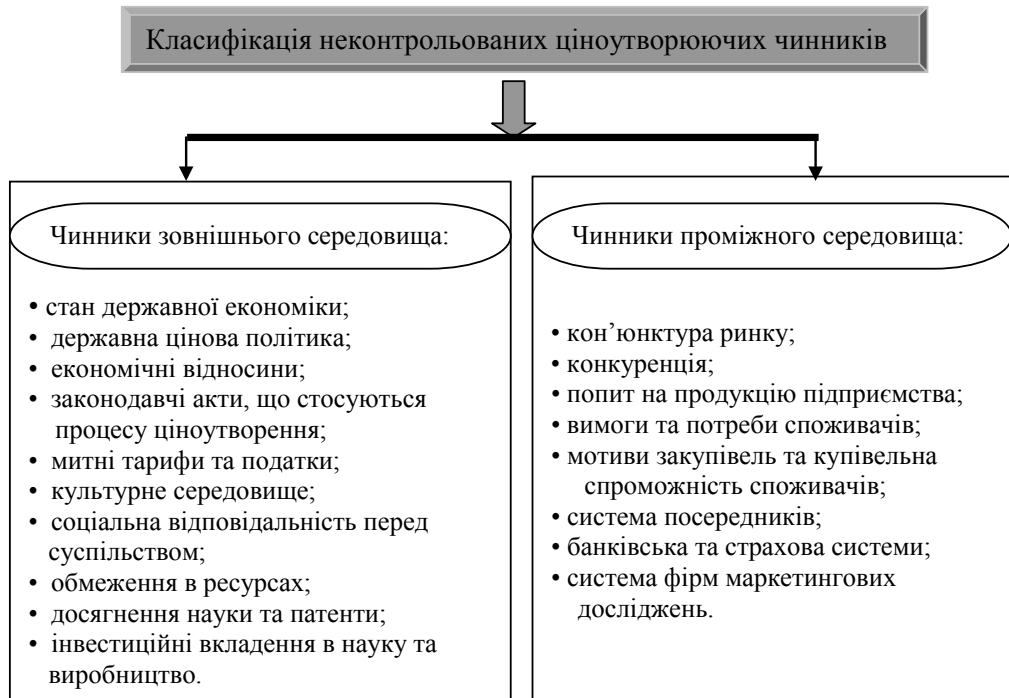 Класифікація неконтрольованих ціноутворюючих чинників
Чинники зовнішнього середовища:
• стан державної економіки;
• державна цінова політика;
• економічні відносини;
• законодавчі акти, що стосуються
процесу ціноутворення;
• митні тарифи та податки;
• культурне середовище;
• соціальна відповідальність перед
суспільством;
• обмеження в ресурсах;
• досягнення науки та патенти;
• інвестиційні вкладення в науку та
виробництво.
Чинники проміжного середовища:
• кон’юнктура ринку;
• конкуренція;
• попит на продукцію підприємства;
• вимоги та потреби споживачів;
• мотиви закупівель та купівельна
спроможність споживачів;
• система посередників;
• банківська та страхова системи;
• система фірм маркетингових
досліджень.